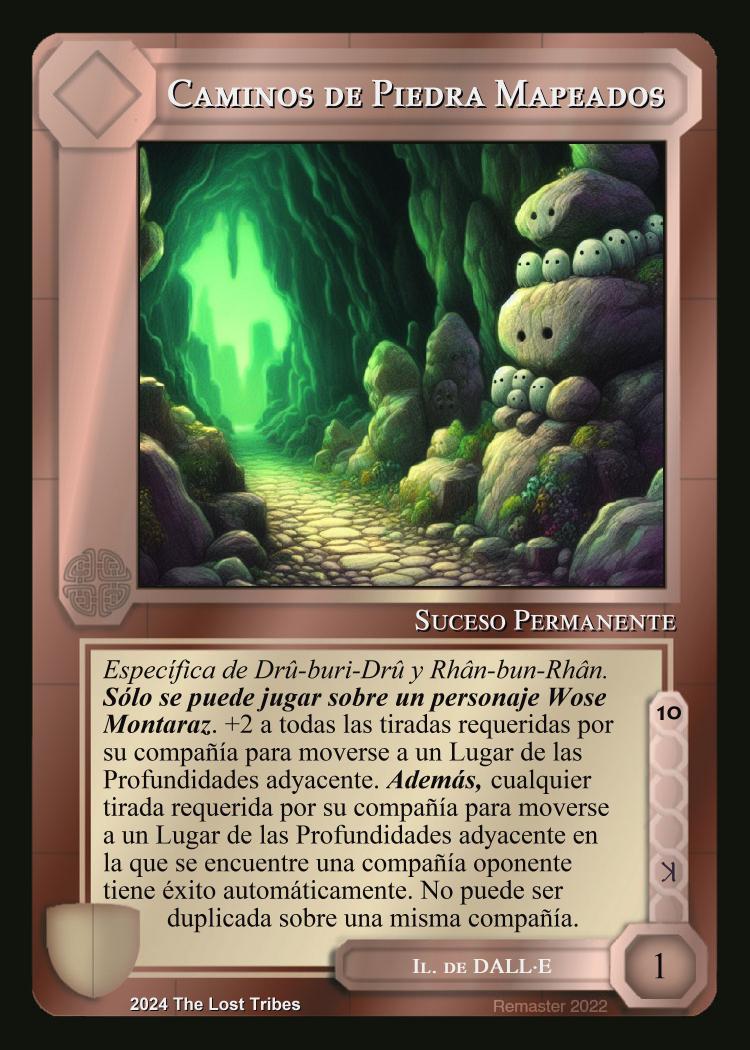 Caminos de Piedra Mapeados
Suceso Permanente
Específica de Drû-buri-Drû y Rhân-bun-Rhân.
Sólo se puede jugar sobre un personaje Wose
Montaraz. +2 a todas las tiradas requeridas por
su compañía para moverse a un Lugar de las
Profundidades adyacente. Además, cualquier
tirada requerida por su compañía para moverse
a un Lugar de las Profundidades adyacente en
la que se encuentre una compañía oponente
tiene éxito automáticamente. No puede ser
duplicada sobre una misma compañía.
10
Il. de DALL·E
1
2024 The Lost Tribes
Remaster 2022